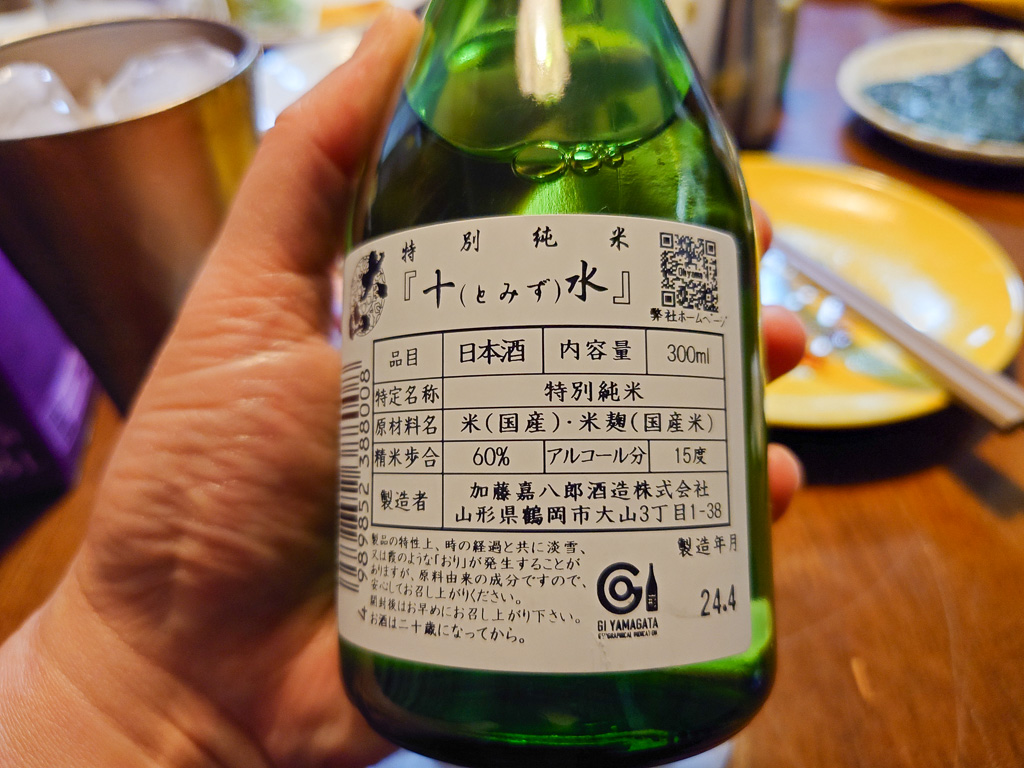 特別純米
『十(とみず)水』
弊社ホームページ
大山
品目 日本酒 内容量 300ml
特定名称 特別純米
原材料名 米(国産)・米麹(国産米)
精米歩合 60% アルコール分 15度
製造者 加藤嘉八郎酒造株式会社
山形県鶴岡市大山3丁目1-38
製品の特性上、時の経過と共に淡雪、
又は霞のような「おり」が発生することが
ありますが、原料由来の成分ですので、
安心してお召し上がりください。
開封後はお早めにお召し上がり下さい。
お酒は二十歳になってから。
製造年月
24.4
GI YAMAGATA
GEOGRAPHICAL INDICATION
4 989852 388008